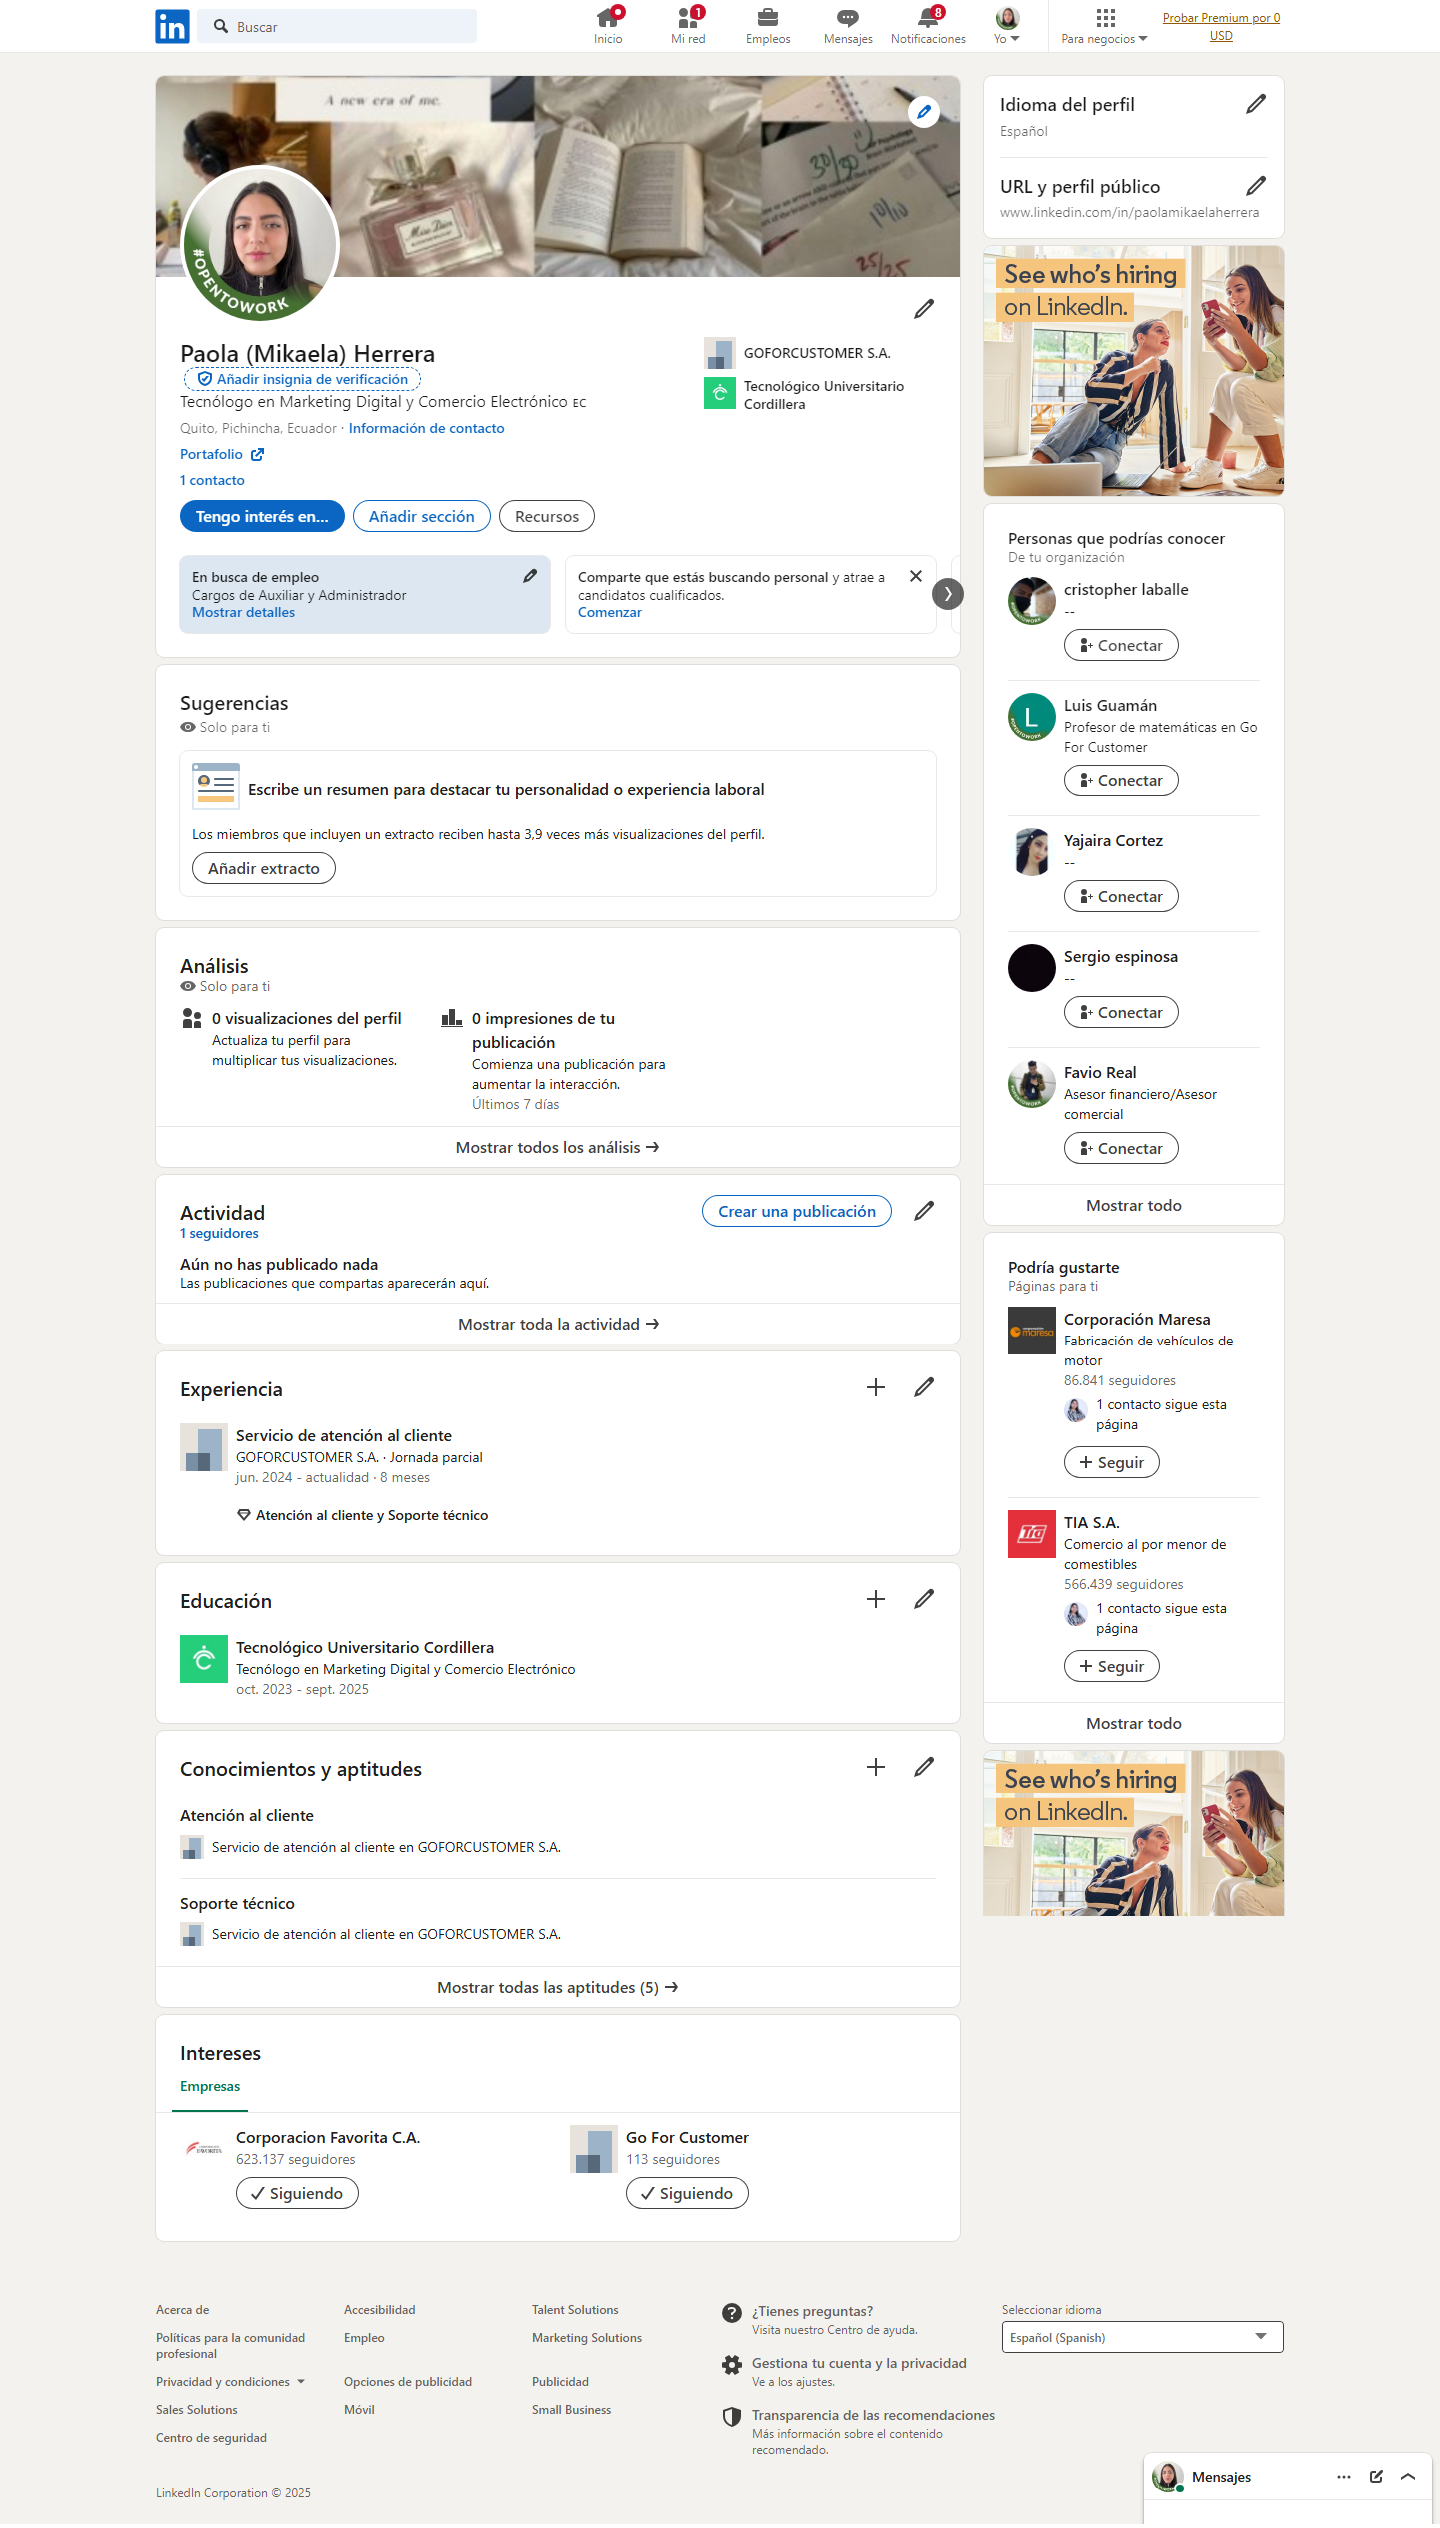 in
Buscar
Inicio
1
Mi red
Empleos
Mensajes
8
Notificaciones
Yo
Para negocios
Probar Premium por 0
USD
A new era of me.
Miss Dior
30/30
10/10
25/25
#OPENTOWORK
Paola (Mikaela) Herrera
Añadir insignia de verificación
Tecnólogo en Marketing Digital y Comercio Electrónico EC
Quito, Pichincha, Ecuador · Información de contacto
Portafolio
1 contacto
GOFORCUSTOMER S.A.
Tecnológico Universitario
Cordillera
Tengo interés en...
Añadir sección
Recursos
En busca de empleo
Cargos de Auxiliar y Administrador
Mostrar detalles
Comparte que estás buscando personal y atrae a
candidatos cualificados.
Comenzar
Sugerencias
Solo para ti
Escribe un resumen para destacar tu personalidad o experiencia laboral
Los miembros que incluyen un extracto reciben hasta 3,9 veces más visualizaciones del perfil.
Añadir extracto
Análisis
Solo para ti
0 visualizaciones del perfil
Actualiza tu perfil para
multiplicar tus visualizaciones.
0 impresiones de tu
publicación
Comienza una publicación para
aumentar la interacción.
Últimos 7 días
Mostrar todos los análisis →
Actividad
1 seguidores
Crear una publicación
Aún no has publicado nada
Las publicaciones que compartas aparecerán aquí.
Mostrar toda la actividad →
Experiencia
Servicio de atención al cliente
GOFORCUSTOMER S.A. · Jornada parcial
jun. 2024 - actualidad · 8 meses
Atención al cliente y Soporte técnico
Educación
Tecnológico Universitario Cordillera
Tecnólogo en Marketing Digital y Comercio Electrónico
oct. 2023 - sept. 2025
Conocimientos y aptitudes
Atención al cliente
Servicio de atención al cliente en GOFORCUSTOMER S.A.
Soporte técnico
Servicio de atención al cliente en GOFORCUSTOMER S.A.
Mostrar todas las aptitudes (5) →
Intereses
Empresas
Corporacion Favorita C.A.
623.137 seguidores
Siguiendo
Go For Customer
113 seguidores
Siguiendo
Idioma del perfil
Español
URL y perfil público
www.linkedin.com/in/paolamikaelaherrera
See who's hiring
on LinkedIn.
Personas que podrías conocer
De tu organización
cristopher laballe
--
Conectar
L
Luis Guamán
Profesor de matemáticas en Go
For Customer
Conectar
Yajaira Cortez
--
Conectar
Sergio espinosa
--
Conectar
Favio Real
Asesor financiero/Asesor
comercial
Conectar
Mostrar todo
Podría gustarte
Páginas para ti
maresa
Corporación Maresa
Fabricación de vehículos de
motor
86.841 seguidores
1 contacto sigue esta
página
Seguir
Tia
TIA S.A.
Comercio al por menor de
comestibles
566.439 seguidores
1 contacto sigue esta
página
Seguir
Mostrar todo
See who's hiring
on LinkedIn.
Acerca de
Accesibilidad
Talent Solutions
Políticas para la comunidad
profesional
Empleo
Marketing Solutions
Privacidad y condiciones
Opciones de publicidad
Publicidad
Sales Solutions
Móvil
Small Business
Centro de seguridad
¿Tienes preguntas?
Visita nuestro Centro de ayuda.
Gestiona tu cuenta y la privacidad
Ve a los ajustes.
Transparencia de las recomendaciones
Más información sobre el contenido
recomendado.
Seleccionar idioma
Español (Spanish)
LinkedIn Corporation © 2025
Mensajes